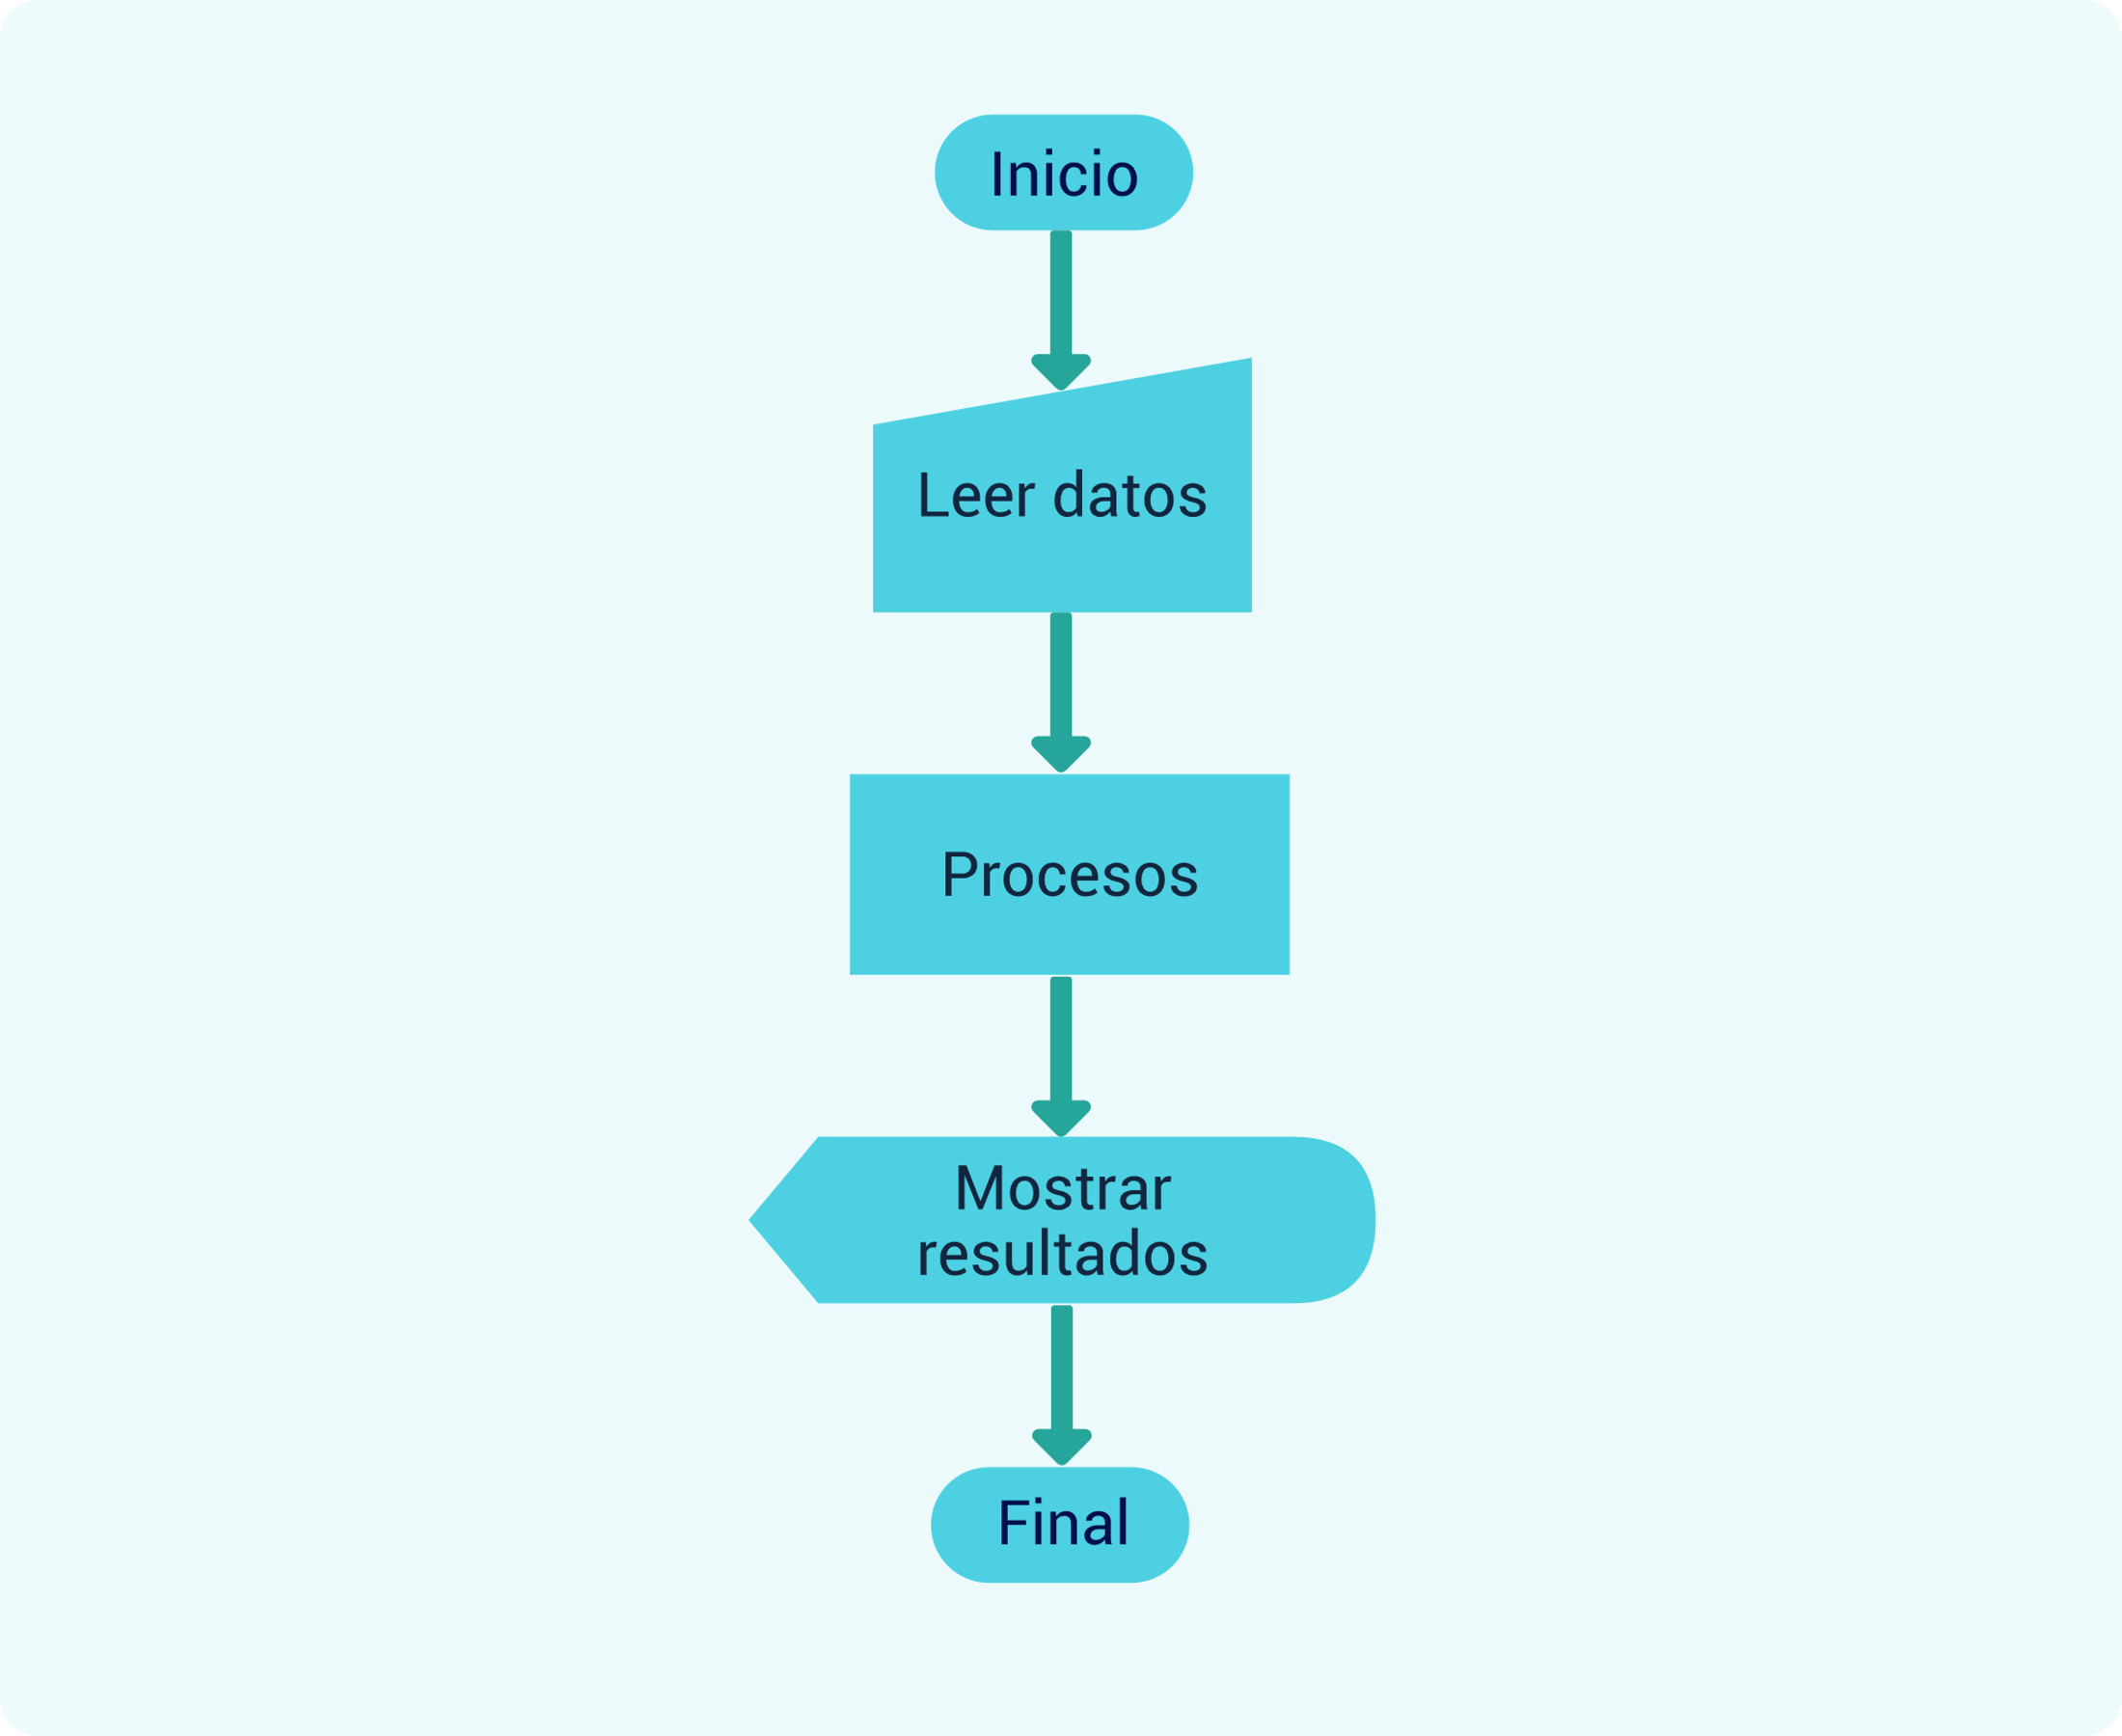 Inicio
Leer datos
Procesos
Mostrar
resultados
Final